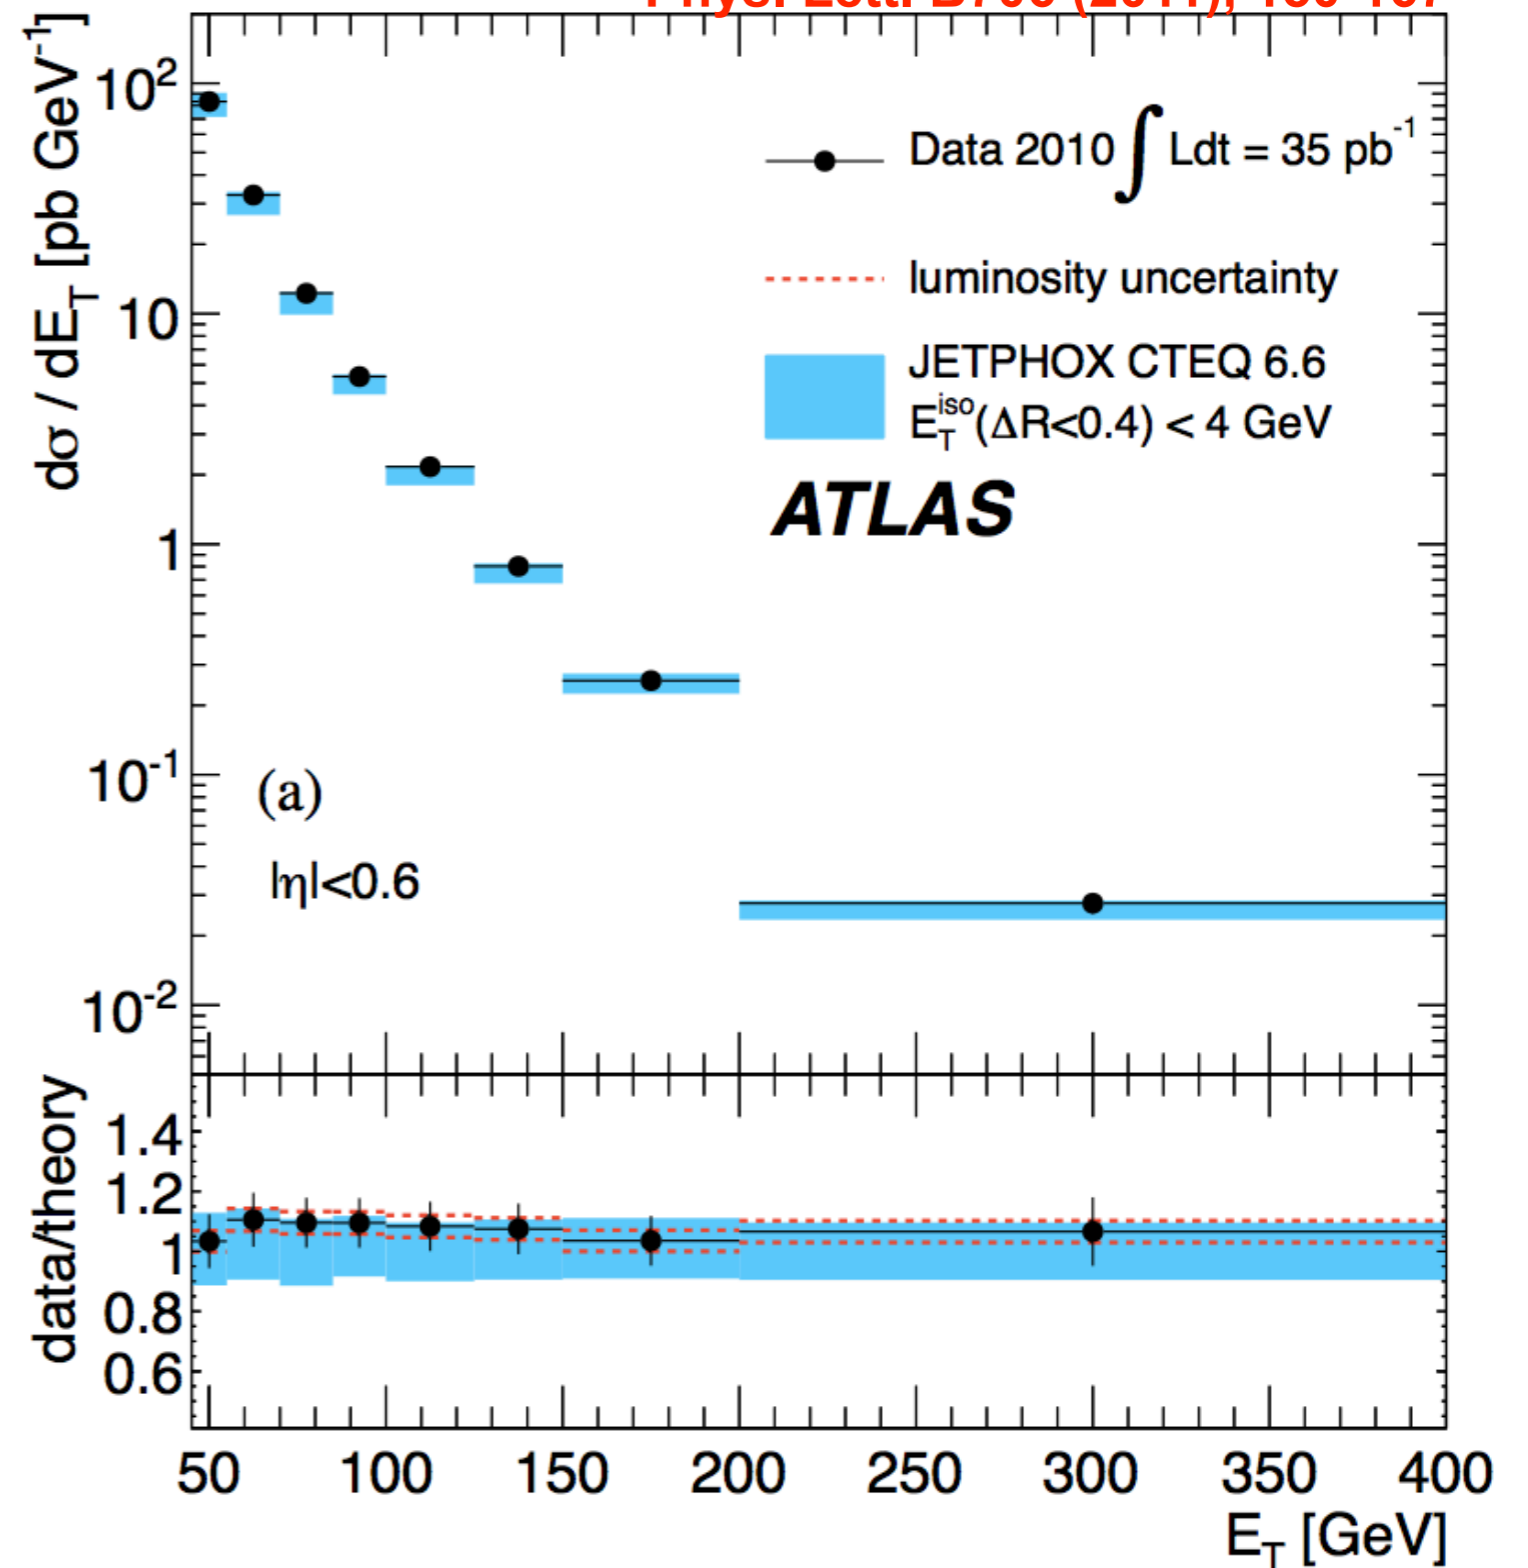 dσ / dE_T [pb GeV⁻¹]
10²
10
1
10⁻¹
10⁻²
Data 2010 ∫ Ldt = 35 pb⁻¹
luminosity uncertainty
JETPHOX CTEQ 6.6
E_T^iso(ΔR<0.4) < 4 GeV
ATLAS
(a)
|η|<0.6
data/theory
1.4
1.2
1
0.8
0.6
50 100 150 200 250 300 350 400
E_T [GeV]